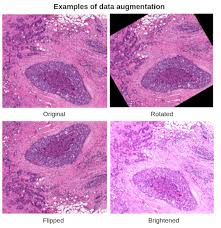 Examples of data augmentation
Original
Rotated
Flipped
Brightened